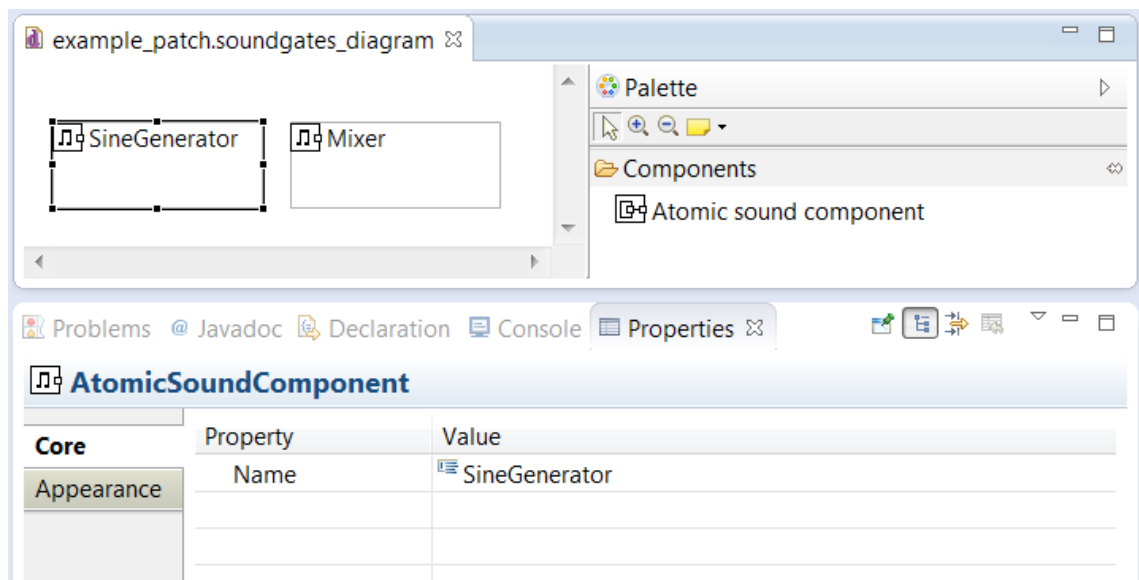 example_patch.soundgates_diagram
Palette
SineGenerator
Mixer
Components
Atomic sound component
Problems @ Javadoc Declaration Console Properties
AtomicSoundComponent
Core
Appearance
Property Value
Name SineGenerator